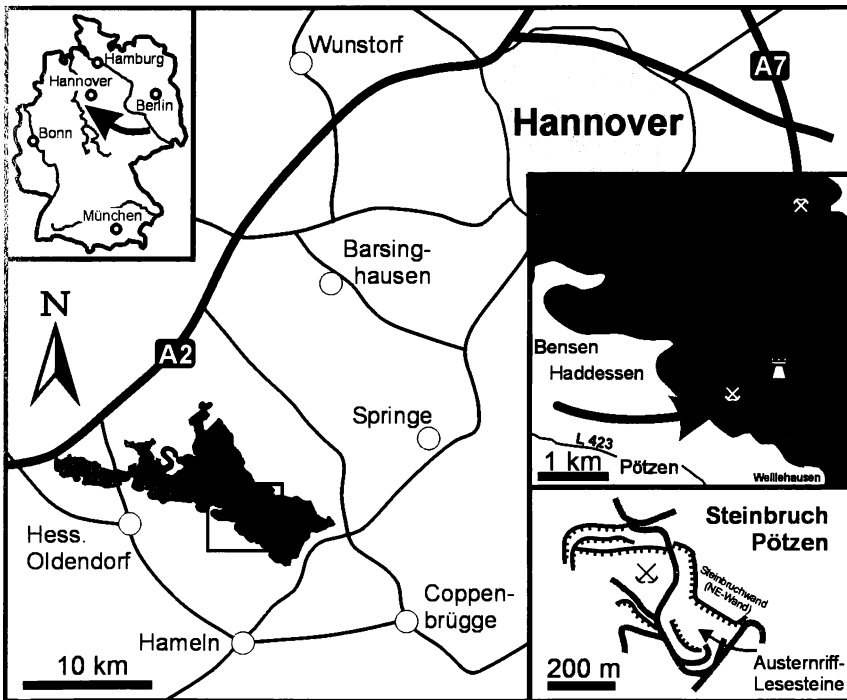 Hamburg
Hannover
Berlin
Bonn
München
Wunstorf
A7
Hannover
Barsing-
hausen
N
A2
Springe
Hess.
Oldendorf
Coppen-
brügge
Hameln
10 km
Bensen
Haddessen
L 423
1 km
Pötzen
Steinbruch
Pötzen
Steinbruchwand
(NE-Wand)
200 m
Austernriff-
Lesesteine